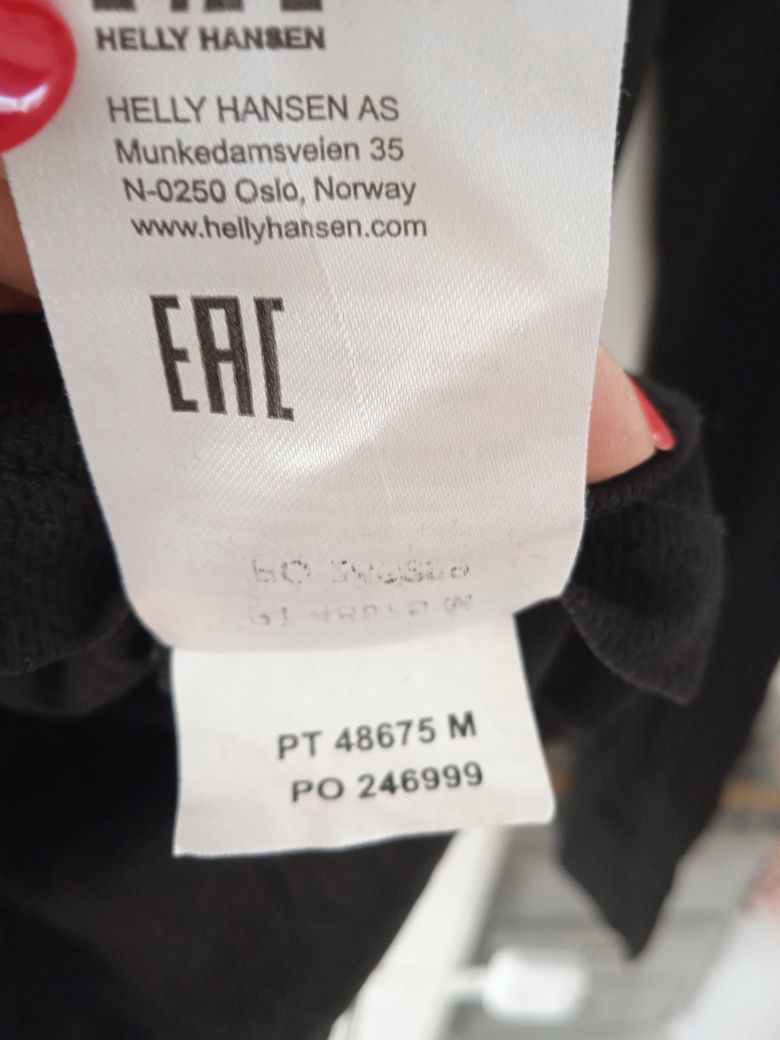 HELLY HANSEN
HELLY HANSEN AS
Munkedamsveien 35
N-0250 Oslo, Norway
www.hellyhansen.com
EAC
PT 48675 M
PO 246999